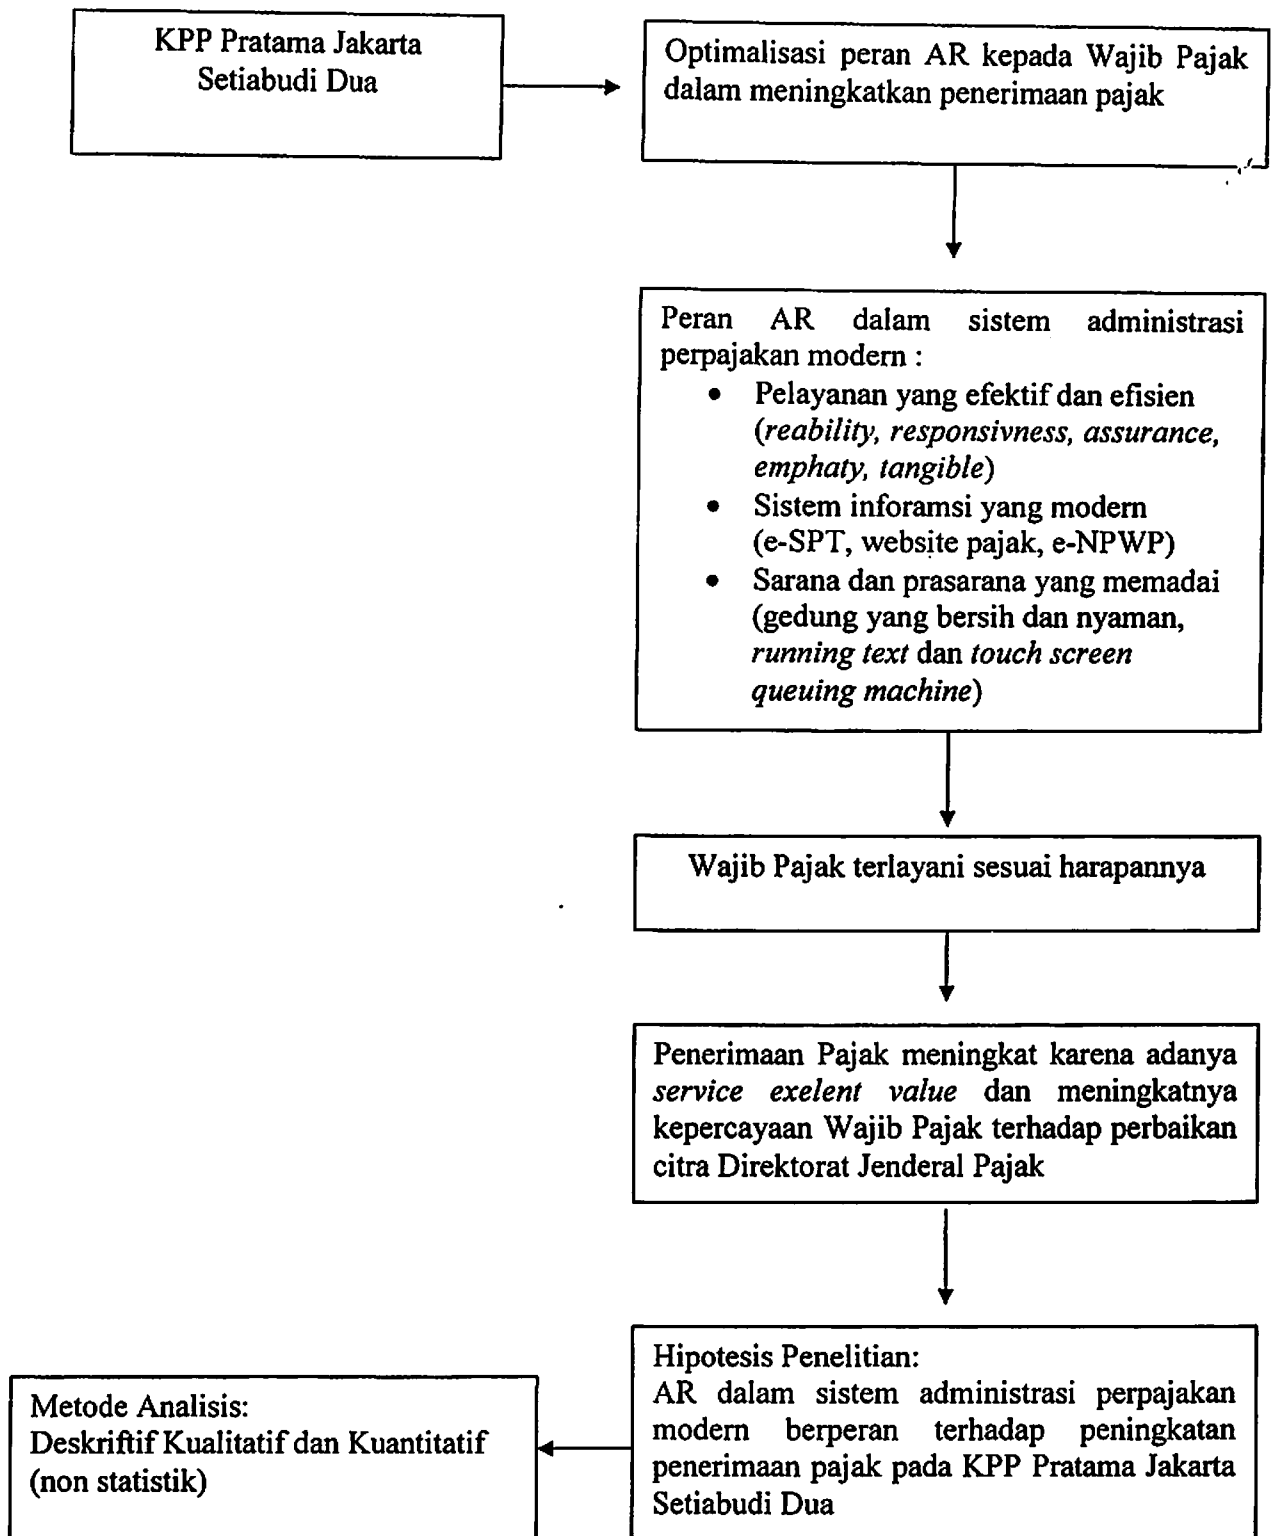 KPP Pratama Jakarta
Setiabudi Dua
Optimalisasi peran AR kepada Wajib Pajak
dalam meningkatkan penerimaan pajak
Peran AR dalam sistem administrasi
perpajakan modern :
• Pelayanan yang efektif dan efisien
(reability, responsivness, assurance,
emphaty, tangible)
• Sistem inforamsi yang modern
(e-SPT, website pajak, e-NPWP)
• Sarana dan prasarana yang memadai
(gedung yang bersih dan nyaman,
running text dan touch screen
queuing machine)
Wajib Pajak terlayani sesuai harapannya
Penerimaan Pajak meningkat karena adanya
service exelent value dan meningkatnya
kepercayaan Wajib Pajak terhadap perbaikan
citra Direktorat Jenderal Pajak
Hipotesis Penelitian:
AR dalam sistem administrasi perpajakan
modern berperan terhadap peningkatan
penerimaan pajak pada KPP Pratama Jakarta
Setiabudi Dua
Metode Analisis:
Deskriftif Kualitatif dan Kuantitatif
(non statistik)